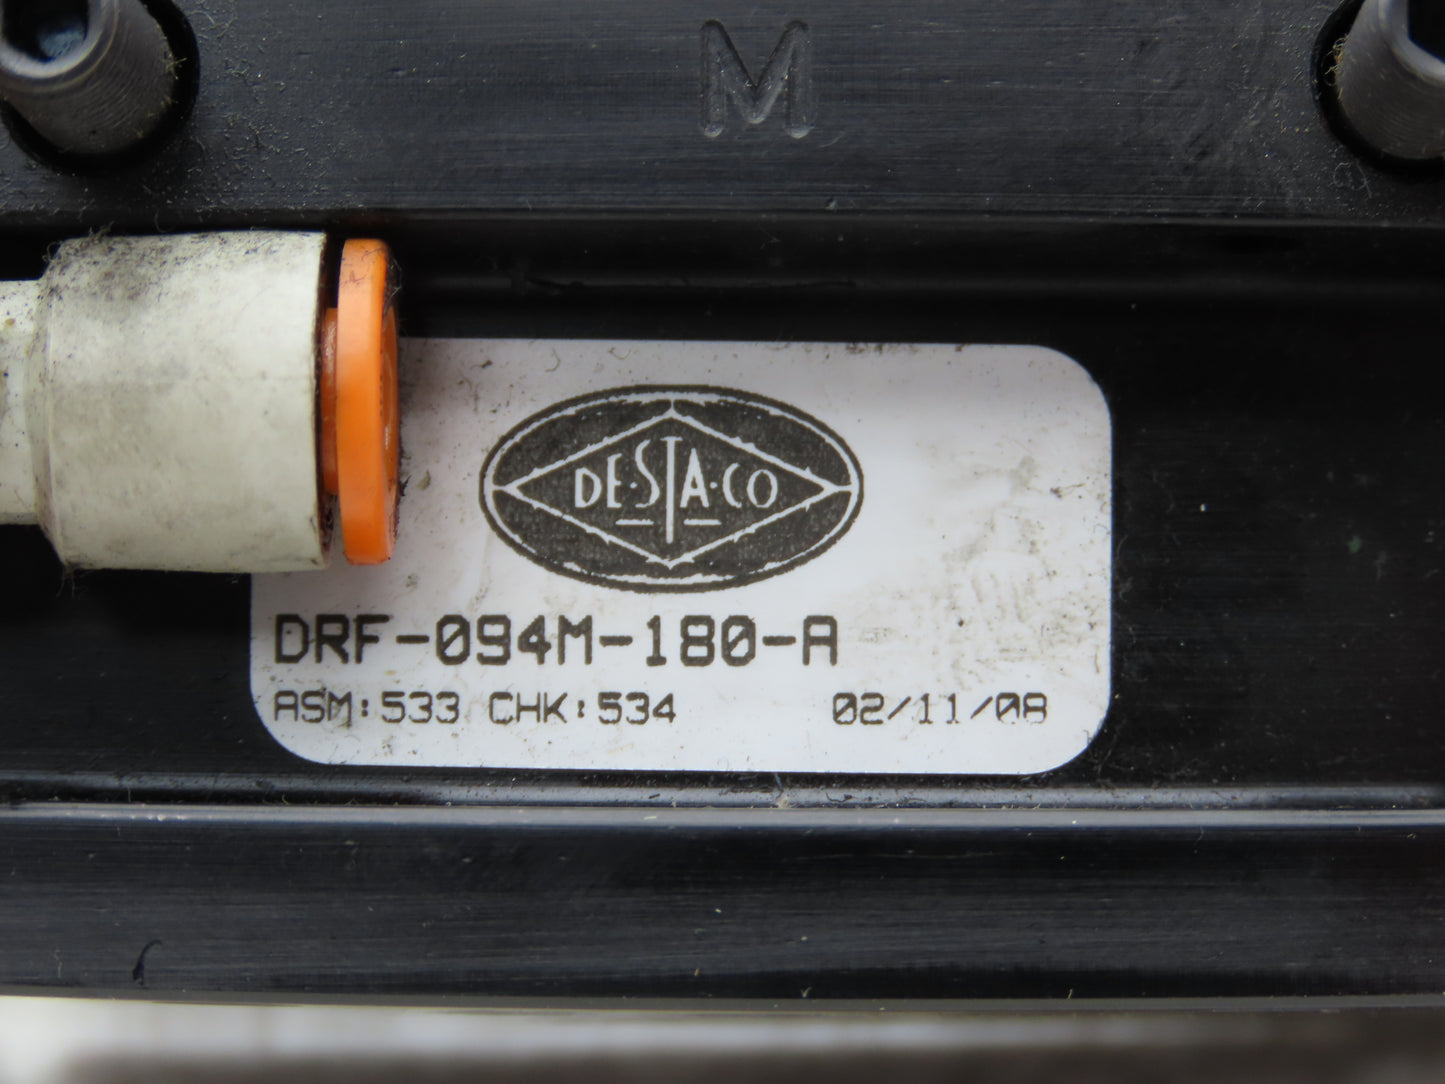 M
DE·STA·CO
DRF-094M-180-A
ASM:533 CHK:534 02/11/08